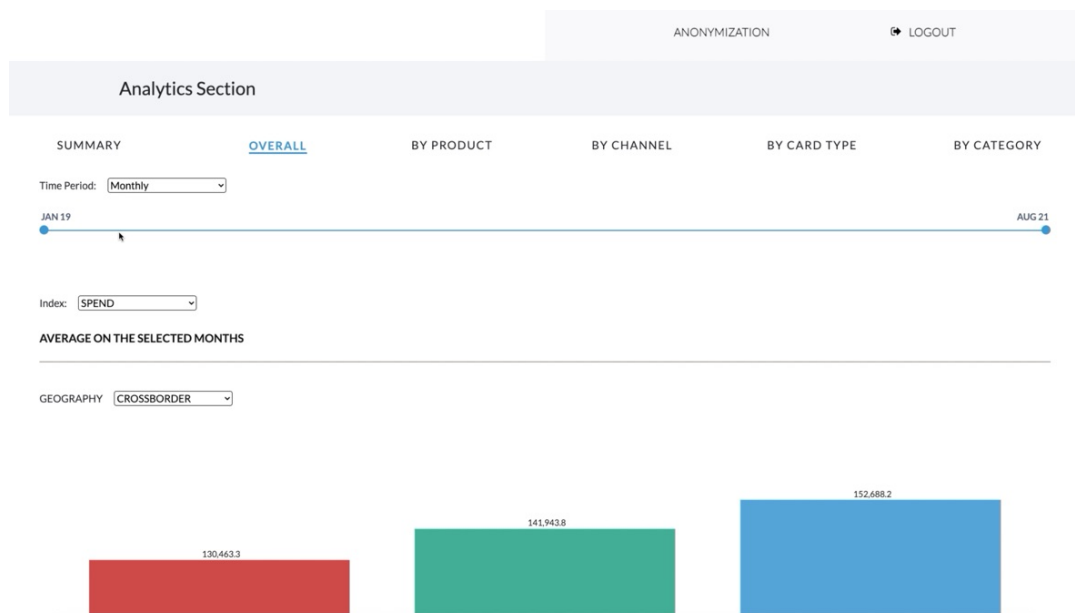 ANONYMIZATION LOGOUT
Analytics Section
SUMMARY OVERALL BY PRODUCT BY CHANNEL BY CARD TYPE BY CATEGORY
Time Period: Monthly
JAN 19 AUG 21
Index: SPEND
AVERAGE ON THE SELECTED MONTHS
GEOGRAPHY CROSSBORDER
152,688.2
141,943.8
130,463.3